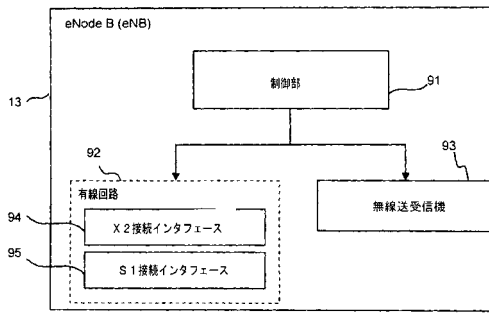 eNode B (eNB)
制御部
91
13
92
93
有線回路
無線送受信機
94
X2接続インタフェース
95
S1接続インタフェース